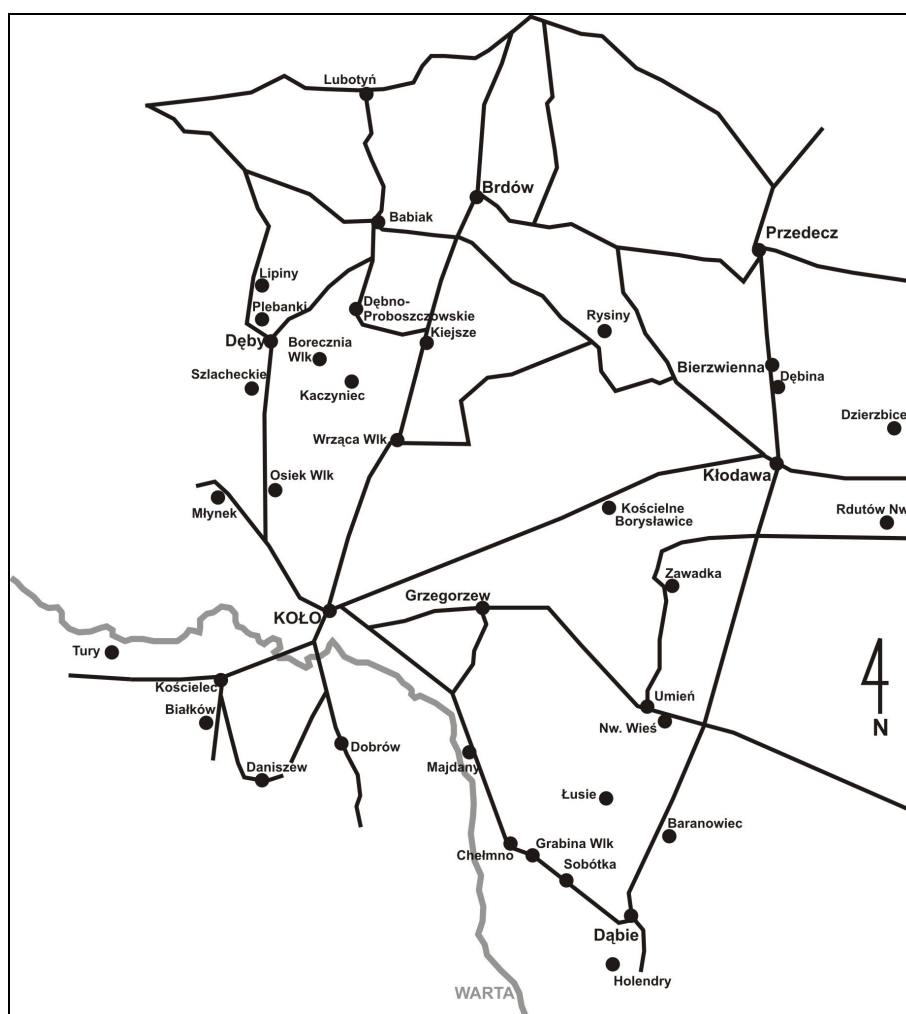 Lubotyń
Brdów
Babiak
Przedecz
Lipiny
Plebanki
Dębno-
Proboszczowskie
Rysiny
Dęby
Borecznia
Wlk
Kiejsze
Szlacheckie
Kaczyniec
Bierzwienna
Dębina
Dzierzbice
Wrząca Wlk
Osiek Wlk
Kłodawa
Młynek
Kościelne
Borysławice
Rdutów Nw
Zawadka
Grzegorzew
KOŁO
Tury
Kościelec
Umień
Białków
Nw. Wieś
N
Dobrów
Daniszew
Majdany
Łusie
Baranowiec
Chełmno
Grabina Wlk
Sobótka
Dąbie
Holendry
WARTA